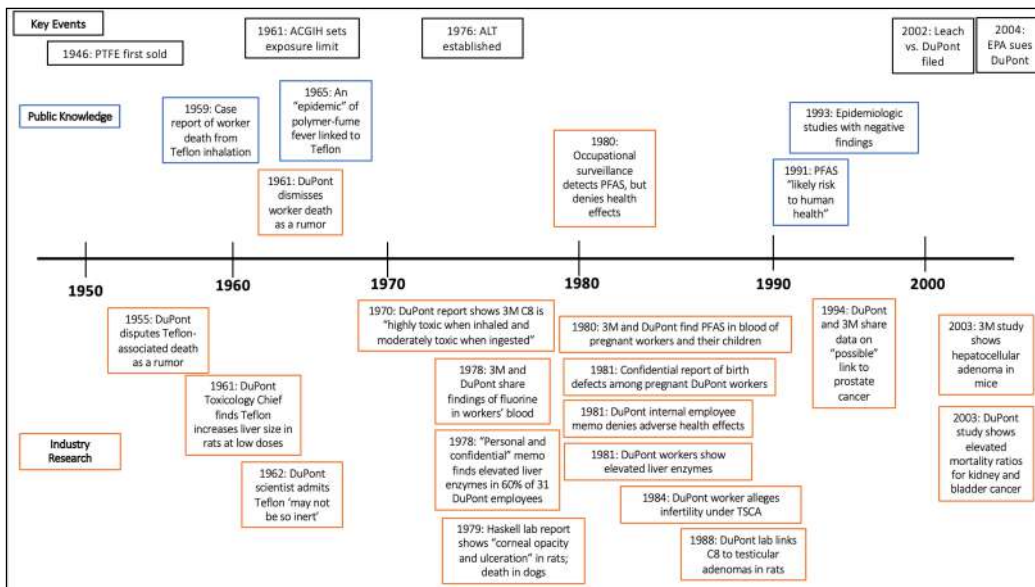 Key Events
1946: PTFE first sold
1961: ACGIH sets
exposure limit
1976: ALT
established
2002: Leach
vs. DuPont
filed
2004:
EPA sues
DuPont
Public Knowledge
1959: Case
report of worker
death from
Teflon inhalation
1965: An
"epidemic" of
polymer-fume
fever linked to
Teflon
1961: DuPont
dismisses
worker death
as a rumor
1980:
Occupational
surveillance
detects PFAS, but
denies health
effects
1993: Epidemiologic
studies with negative
findings
1991: PFAS
"likely risk
to human
health"
1950
1960
1970
1980
1990
2000
1955: DuPont
disputes Teflon-
associated death
as a rumor
1961: DuPont
Toxicology Chief
finds Teflon
increases liver size in
rats at low doses
Industry
Research
1962: DuPont
scientist admits
Teflon 'may not
be so inert'
1970: DuPont report shows 3M C8 is
"highly toxic when inhaled and
moderately toxic when ingested"
1978: 3M and
DuPont share
findings of fluorine
in workers' blood
1978: "Personal and
confidential" memo
finds elevated liver
enzymes in 60% of 31
DuPont employees
1979: Haskell lab report
shows "corneal opacity
and ulceration" in rats;
death in dogs
1980: 3M and DuPont find PFAS in blood of
pregnant workers and their children
1981: Confidential report of birth
defects among pregnant DuPont workers
1981: DuPont internal employee
memo denies adverse health effects
1981: DuPont workers show
elevated liver enzymes
1984: DuPont worker alleges
infertility under TSCA
1988: DuPont lab links
C8 to testicular
adenomas in rats
1994: DuPont
and 3M share
data on
"possible"
link to
prostate
cancer
2003: 3M study
shows
hepatocellular
adenoma in
mice
2003: DuPont
study shows
elevated
mortality ratios
for kidney and
bladder cancer